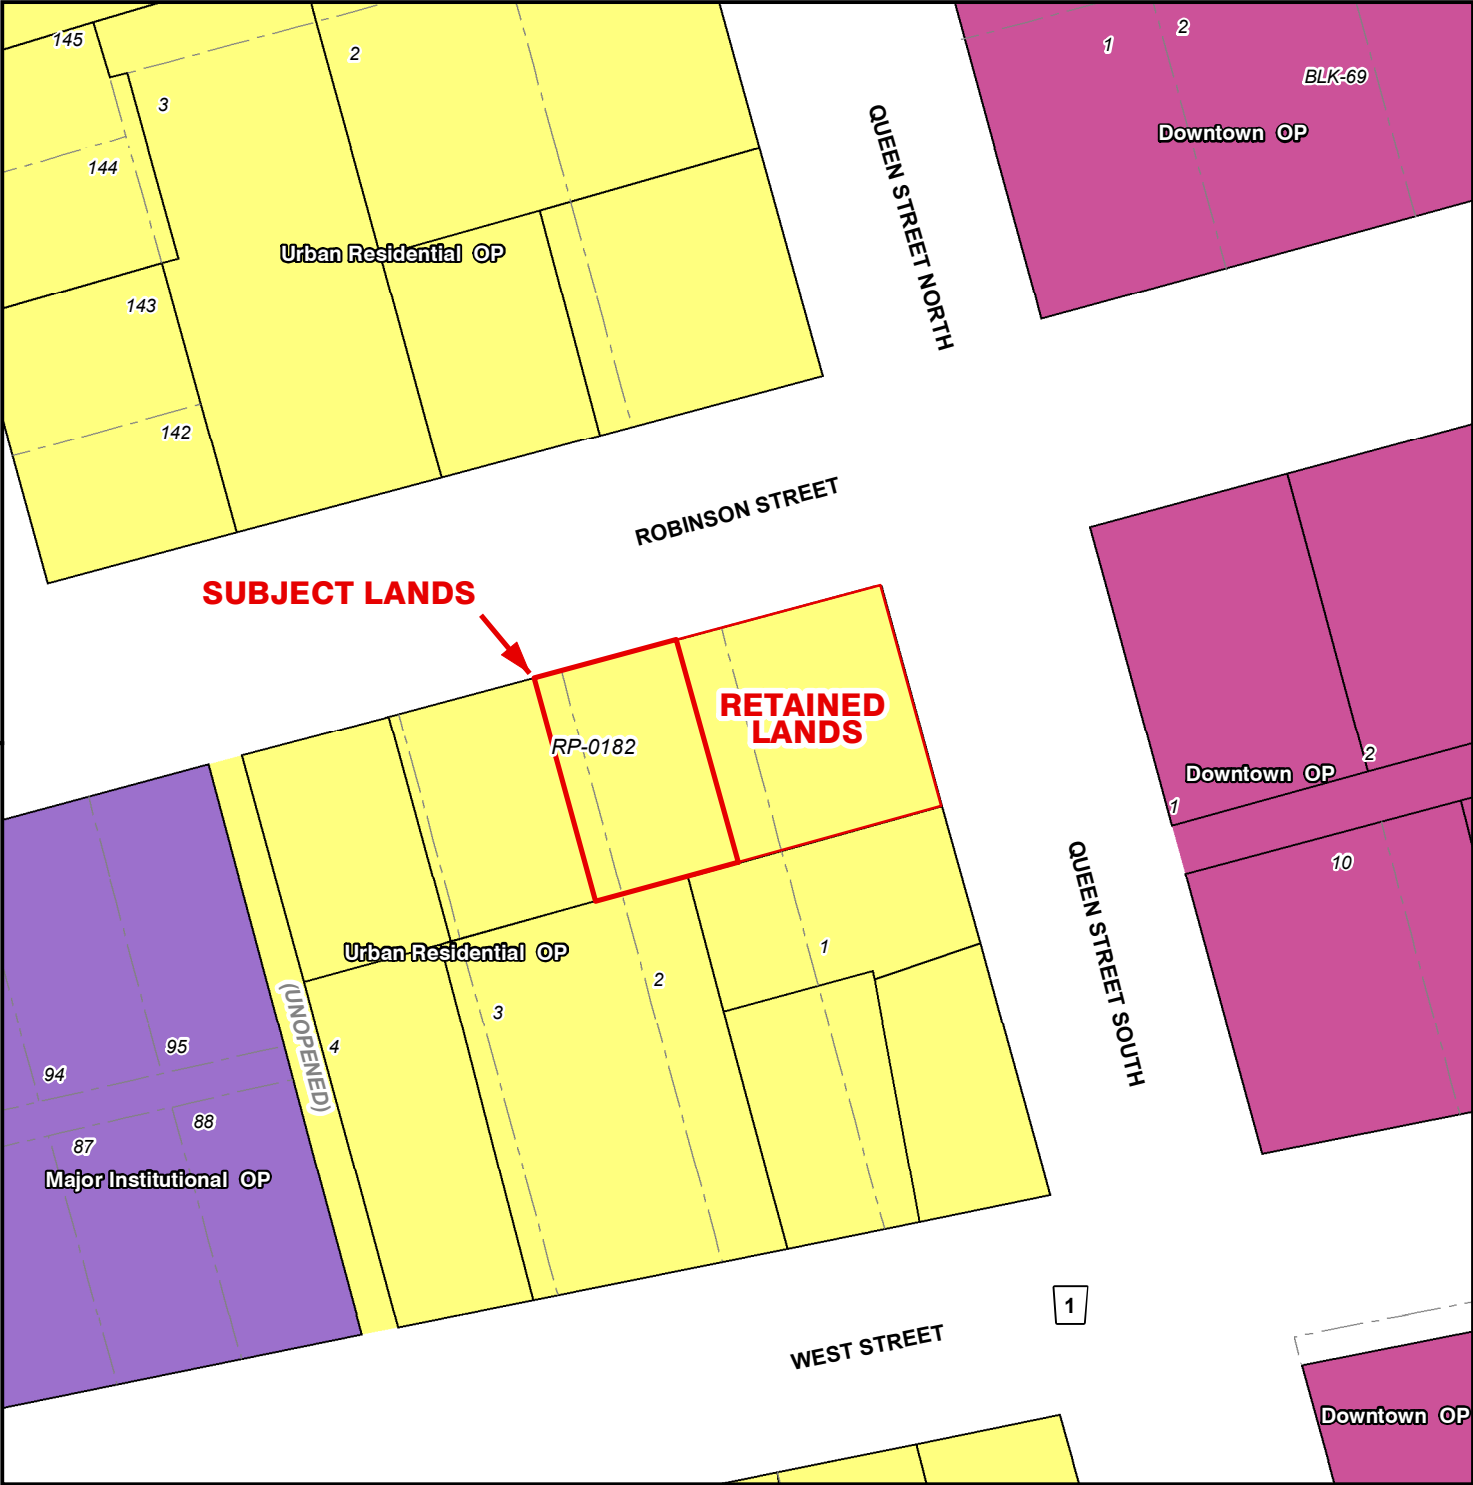 145
2
1
2
BLK-69
3
Downtown OP
144
QUEEN STREET NORTH
Urban Residential OP
143
142
ROBINSON STREET
SUBJECT LANDS
RETAINED
LANDS
RP-0182
2
Downtown OP
1
10
QUEEN STREET SOUTH
1
Urban Residential OP
2
(UNOPENED)
3
4
95
94
88
87
Major Institutional OP
1
WEST STREET
Downtown OP